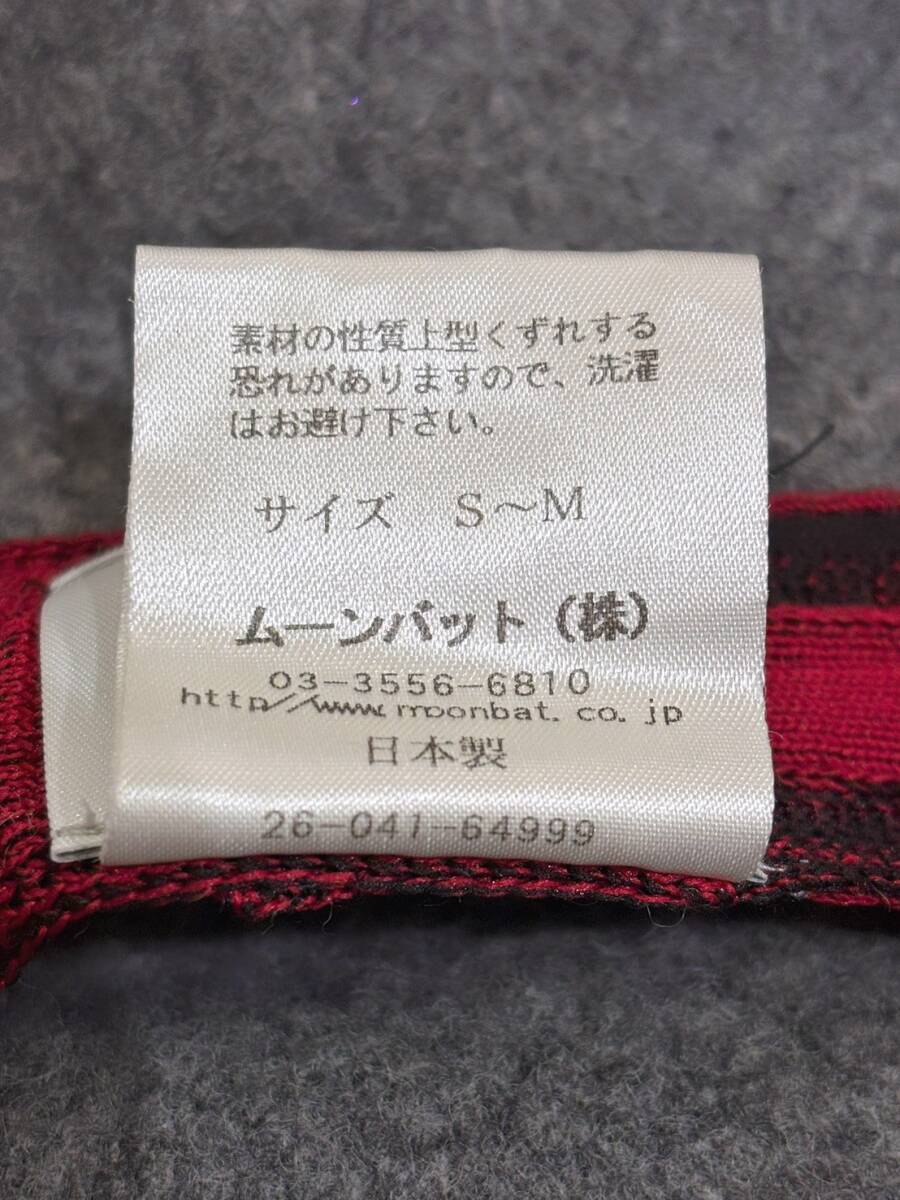 素材の性質上型くずれする
恐れがありますので、洗濯
はお避け下さい。
サイズ S～M
ムーンバット（株）
03-3556-6810
http//www.moonbat.co.jp
日本製
26-041-64999